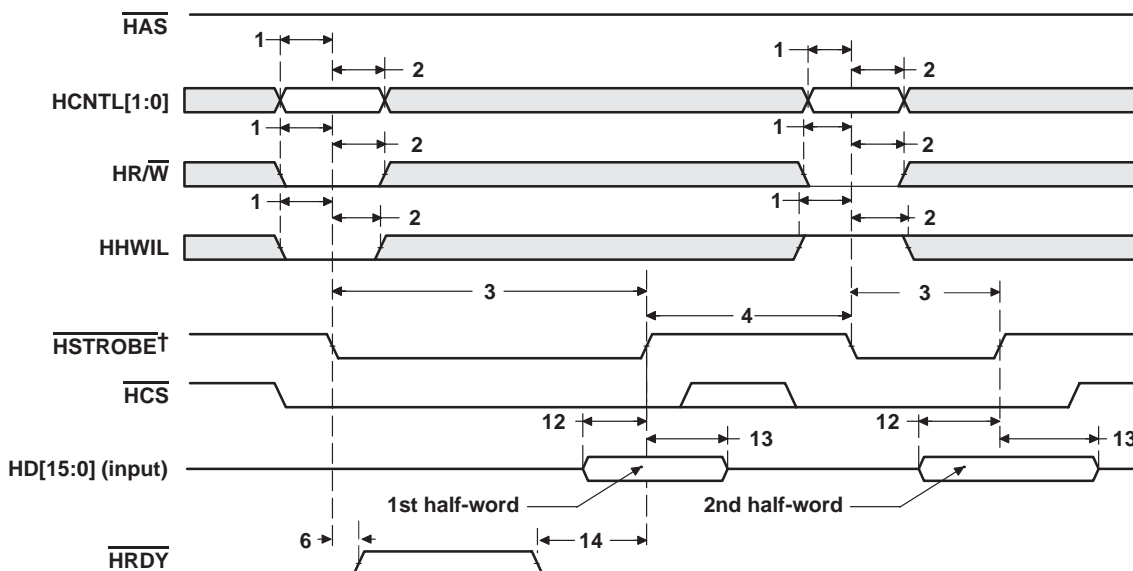 HAS
1
1
2
2
HCNTL[1:0]
1
1
2
2
HR/W
1
1
2
2
HHWIL
3
3
4
HSTROBE†
HCS
12
12
13
13
HD[15:0] (input)
1st half-word
2nd half-word
6
14
HRDY